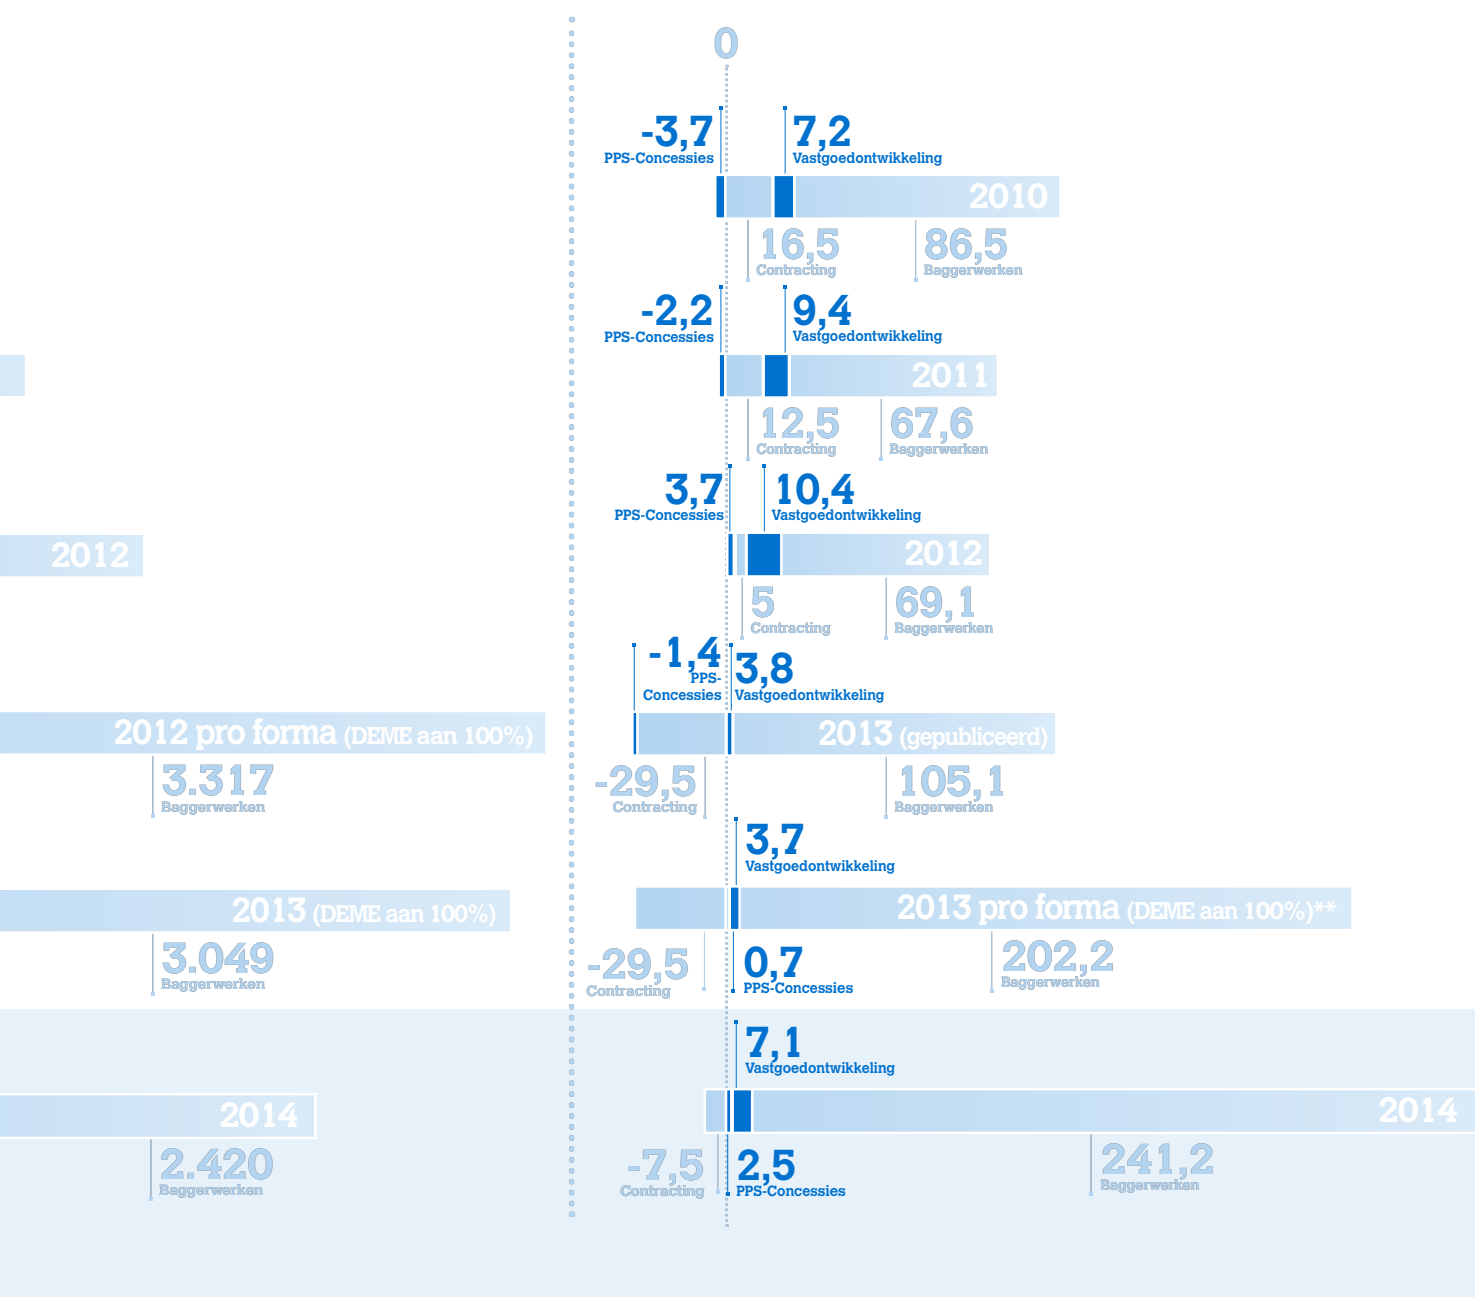 0
-3,7
PPS-Concessies
7,2
Vastgoedontwikkeling
2010
16,5
Contracting
86,5
Baggerwerken
-2,2
PPS-Concessies
9,4
Vastgoedontwikkeling
2011
12,5
Contracting
67,6
Baggerwerken
3,7
PPS-Concessies
10,4
Vastgoedontwikkeling
2012
2012
5
Contracting
69,1
Baggerwerken
-1,4
PPS-
Concessies
3,8
Vastgoedontwikkeling
2012 pro forma (DEME aan 100%)
2013 (gepubliceerd)
3.317
Baggerwerken
-29,5
Contracting
105,1
Baggerwerken
3,7
Vastgoedontwikkeling
2013 (DEME aan 100%)
2013 pro forma (DEME aan 100%)**
3.049
Baggerwerken
-29,5
Contracting
0,7
PPS-Concessies
202,2
Baggerwerken
7,1
Vastgoedontwikkeling
2014
2014
2.420
Baggerwerken
-7,5
Contracting
2,5
PPS-Concessies
241,2
Baggerwerken